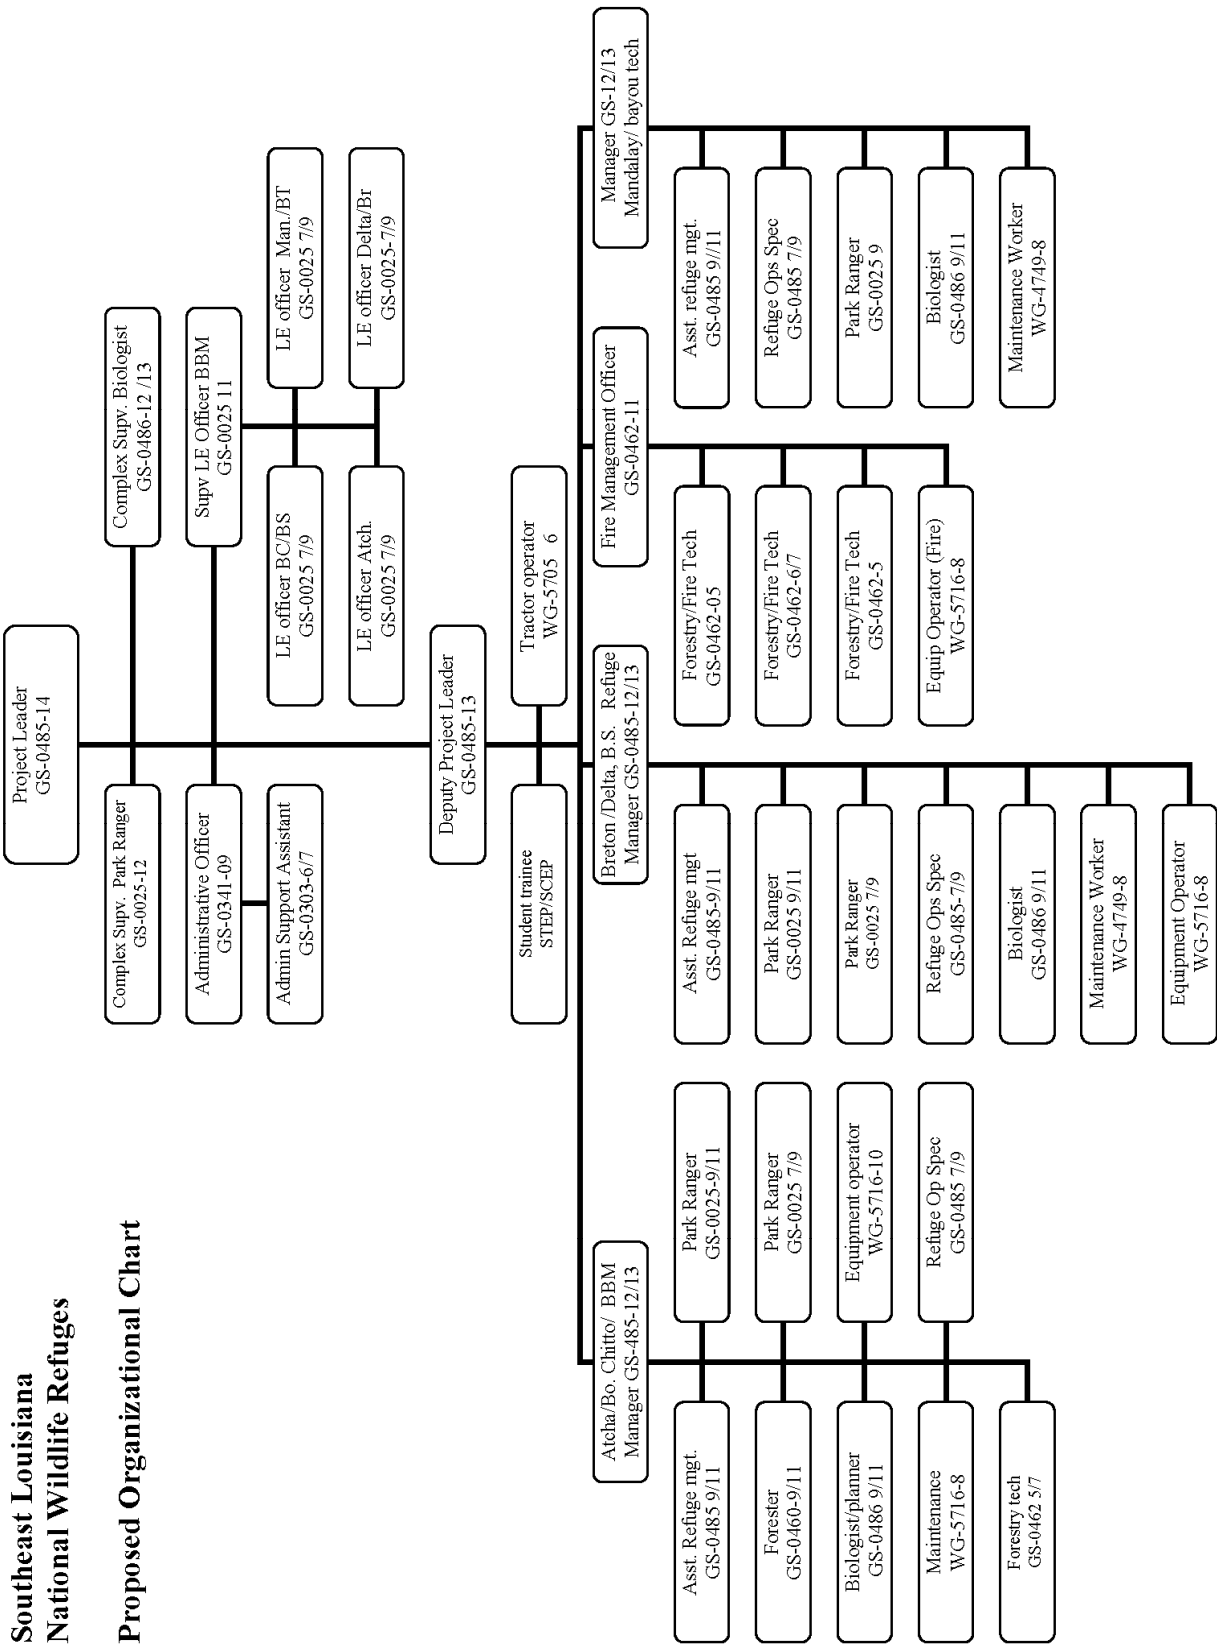 Southeast Louisiana
National Wildlife Refuges
Proposed Organizational Chart
Project Leader
GS-0485-14
Complex Supv.  Park Ranger
GS-0025-12
Complex Supv. Biologist
GS-0486-12 /13
Administrative Officer
GS-0341-09
Supv LE Officer BBM
GS-0025 11
Admin Support Assistant
GS-0303-6/7
LE officer BC/BS
GS-0025 7/9
LE officer  Man./BT
GS-0025 7/9
LE officer Atch.
GS-0025 7/9
LE officer Delta/Br
GS-0025-7/9
Deputy Project Leader
GS-0485-13
Student trainee
STEP/SCEP
Tractor operator
WG-5705   6
Atcha/Bo. Chitto/  BBM
Manager GS-485-12/13
Breton /Delta, B.S.   Refuge
Manager GS-0485-12/13
Fire Management Officer
GS-0462-11
Manager GS-12/13
Mandalay/ bayou tech
Asst. Refuge mgt.
GS-0485 9/11
Park Ranger
GS-0025-9/11
Forester
GS-0460-9/11
Park Ranger
GS-0025 7/9
Biologist/planner
GS-0486 9/11
Equipment operator
WG-5716-10
Maintenance
WG-5716-8
Refuge Op Spec
GS-0485 7/9
Forestry tech
GS-0462 5/7
Asst. Refuge mgt
GS-0485-9/11
Park Ranger
GS-0025 9/11
Park Ranger
GS-0025 7/9
Refuge Ops Spec
GS-0485- 7/9
Biologist
GS-0486 9/11
Maintenance Worker
WG-4749-8
Equipment Operator
WG-5716-8
Forestry/Fire Tech
GS-0462-05
Forestry/Fire Tech
GS-0462-6/7
Forestry/Fire Tech
GS-0462-5
Equip Operator (Fire)
WG-5716-8
Asst. refuge mgt.
GS-0485 9//11
Refuge Ops Spec
GS-0485 7/9
Park Ranger
GS-0025 9
Biologist
GS-0486 9/11
Maintenance Worker
WG-4749-8